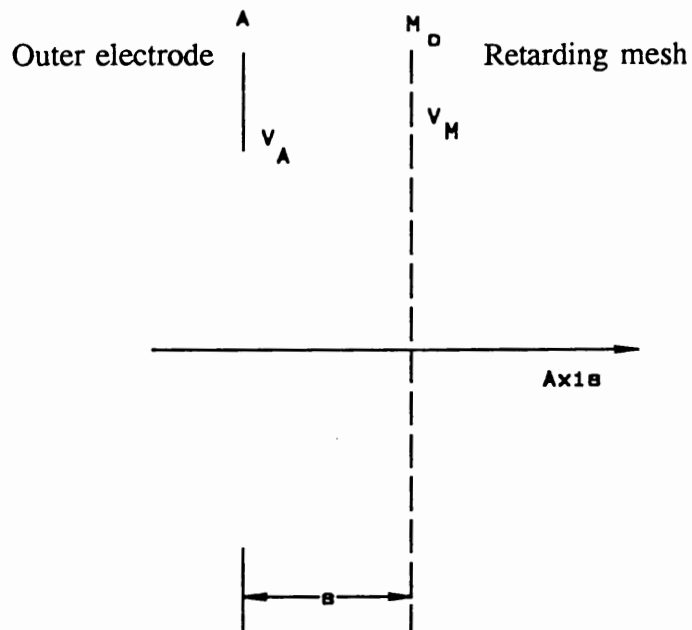 A
M o
Outer electrode
Retarding mesh
V A
V M
Axis
s